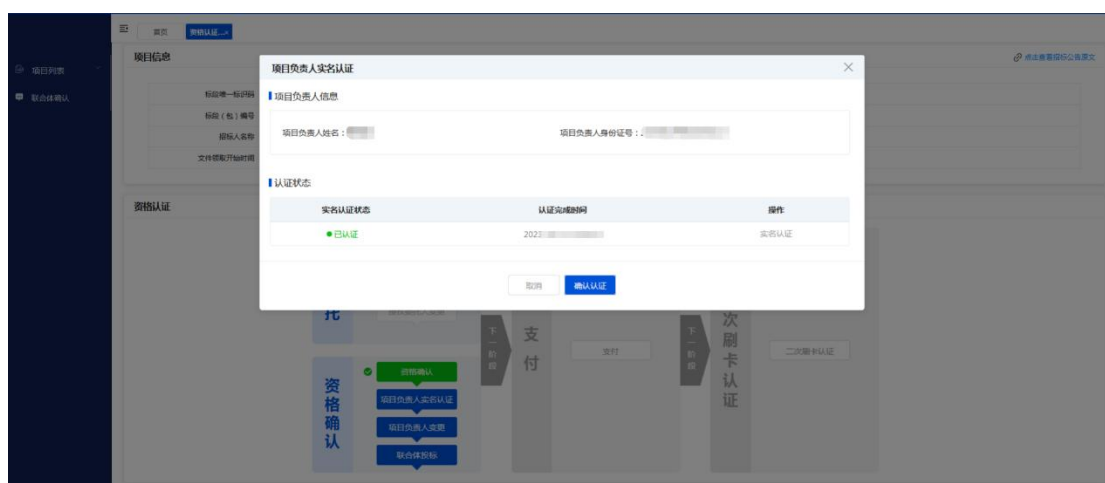 首页
资格认证...×
项目列表
联合体确认
项目信息
点击查看招标公告原文
标段唯一标识码
标段（包）编号
招标人名称
文件领取开始时间
资格认证
项目负责人实名认证
项目负责人信息
项目负责人姓名：
项目负责人身份证号：
认证状态
实名认证状态
认证完成时间
操作
已认证
202
实名认证
取消
确认认证
托
资格确认
资格确认
项目负责人实名认证
项目负责人变更
联合体投标
下一阶段
支付
支付
下一阶段
次刷卡认证
二次刷卡认证